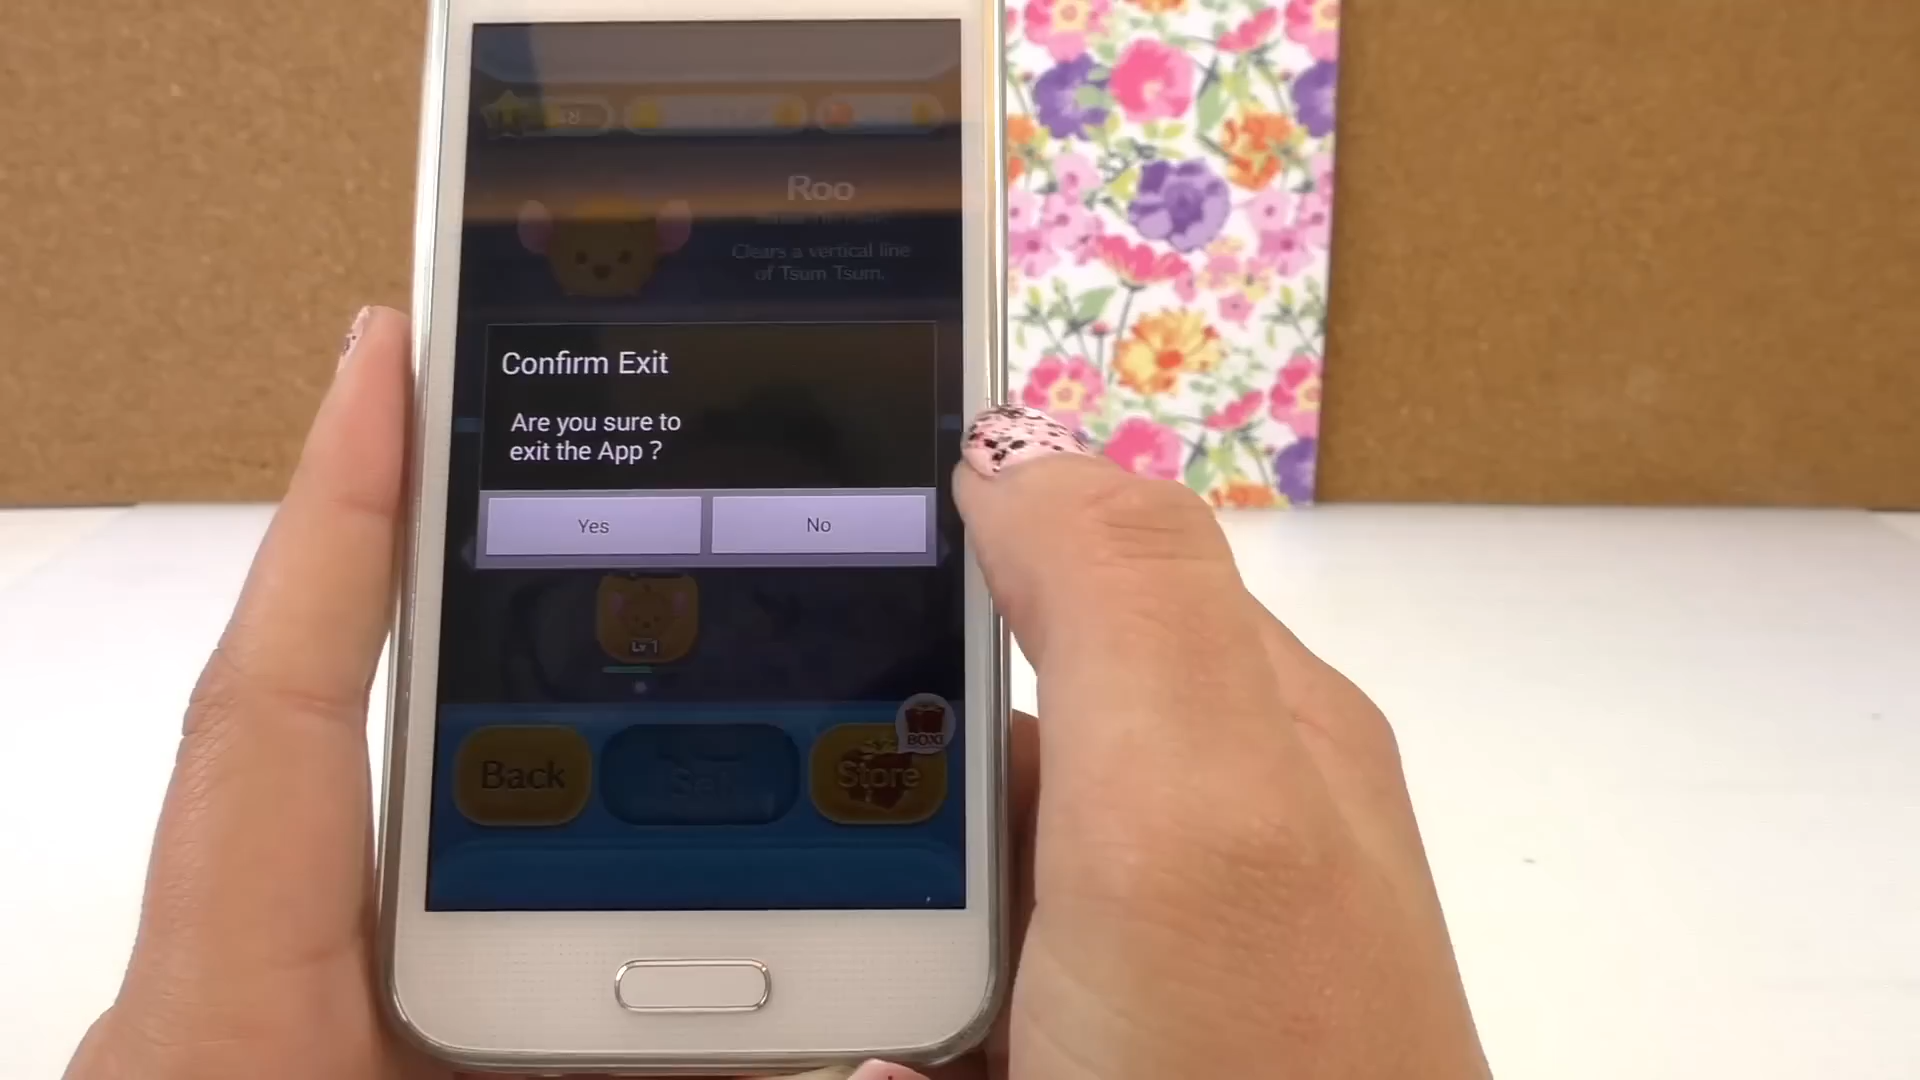 Roo
Clears a vertical line
of Tsum Tsum.
Confirm Exit
Are you sure to
exit the App ?
Yes
No
Lv 1
BOX!
Back
Set
Store